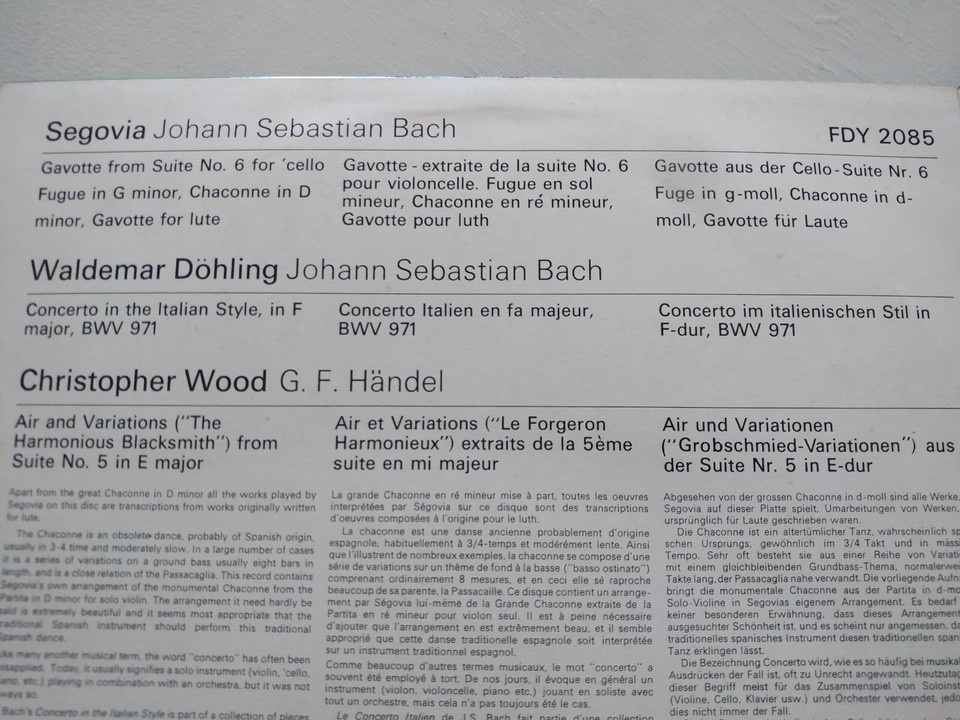 Segovia Johann Sebastian Bach
FDY 2085
Gavotte from Suite No. 6 for 'cello
Fugue in G minor, Chaconne in D
minor, Gavotte for lute
Gavotte - extraite de la suite No. 6
pour violoncelle. Fugue en sol
mineur, Chaconne en ré mineur,
Gavotte pour luth
Gavotte aus der Cello-Suite Nr. 6
Fuge in g-moll, Chaconne in d-
moll, Gavotte für Laute
Waldemar Döhling Johann Sebastian Bach
Concerto in the Italian Style, in F
major, BWV 971
Concerto Italien en fa majeur,
BWV 971
Concerto im italienischen Stil in
F-dur, BWV 971
Christopher Wood G. F. Händel
Air and Variations ("The
Harmonious Blacksmith") from
Suite No. 5 in E major
Air et Variations ("Le Forgeron
Harmonieux") extraits de la 5ème
suite en mi majeur
Air und Variationen
("Grobschmied-Variationen") aus
der Suite Nr. 5 in E-dur
Apart from the great Chaconne in D minor all the works played by
Segovia on this disc are transcriptions from works originally written
for lute.
The Chaconne is an obsolete dance, probably of Spanish origin,
usually in 3-4 time and moderately slow. In a large number of cases
it is a series of variations on a ground bass usually eight bars in
length, and is a close relation of the Passacaglia. This record contains
Segovia's own arrangement of the monumental Chaconne from the
Partita in D minor for solo violin. The arrangement it need hardly be
said is extremely beautiful and it seems most appropriate that the
traditional Spanish instrument should perform this traditional
Spanish dance.
like many another musical term, the word "concerto" has often been
misapplied. Today, it usually signifies a solo instrument (violin, 'cello,
piano, etc.) playing in combination with an orchestra, but it was not
ways so.
Bach's Concerto in the Italian Style is part of a collection of pieces
La grande Chaconne en ré mineur mise à part, toutes les oeuvres
interprétées par Ségovia sur ce disque sont des transcriptions
d'oeuvres composées à l'origine pour le luth.
La chaconne est une danse ancienne probablement d'origine
espagnole, habituellement à 3/4-temps et modérément lente. Ainsi
que l'illustrent de nombreux exemples, la chaconne se compose d'une
série de variations sur un thème de fond à la basse ("basso ostinato")
comprenant ordinairement 8 mesures, et en ceci elle sé raproche
beaucoup de sa parente, la Passacaille. Ce disque contient un arrange-
ment par Ségovia lui-même de la Grande Chaconne extraite de la
Partita en ré mineur pour violon seul. Il est à peine nécessaire
d'ajouter que l'arrangement en est extrêmement beau, et il semble
approprié que cette danse traditionelle espagnole soit interprétée
sur un instrument traditionnel espagnol.
Comme beaucoup d'autres termes musicaux, le mot "concerto" a
souvent été employé à tort. De nos jours, il évoque en général un
instrument (violon, violoncelle, piano etc.) jouant en soliste avec
tout un orchestre, mais cela n'a pas toujours été le cas.
Le Concerto Italien de J.S. Bach fait partie d'une collection
Abgesehen von der grossen Chaconne in d-moll sind alle Werke,
Segovia auf dieser Platte spielt, Umarbeitungen von Werken,
ursprünglich für Laute geschrieben waren.
Die Chaconne ist ein altertümlicher Tanz, wahrscheinlich sp
schen Ursprungs, gewöhnlich im 3/4 Takt und in mäss
Tempo. Sehr oft besteht sie aus einer Reihe von Variati
mit einem gleichbleibenden Grundbass-Thema, normalerwei
Takte lang, der Passacaglia nahe verwandt. Die vorliegende Aufn
bringt die monumentale Chaconne aus der Partita in d-mo
Solo-Violine in Segovias eigenem Arrangement. Es bedarf
keiner besonderen Erwähnung, dass dieses Arrangement
ausgesuchter Schönheit ist, und es scheint nur angemessen, da
traditionelles spanisches Instrument diesen traditionellen span
Tanz erklingen lässt.
Die Bezeichnung Concerto wird, wie es so häufig bei musikal
Ausdrücken der Fall ist, oft zu Unrecht angewandt. Heutzutag
dieser Begriff meist für das Zusammenspiel von Soloinst
(Violine, Cello, Klavier usw.) und Orchester verwendet, jedo
dies nicht immer der Fall.